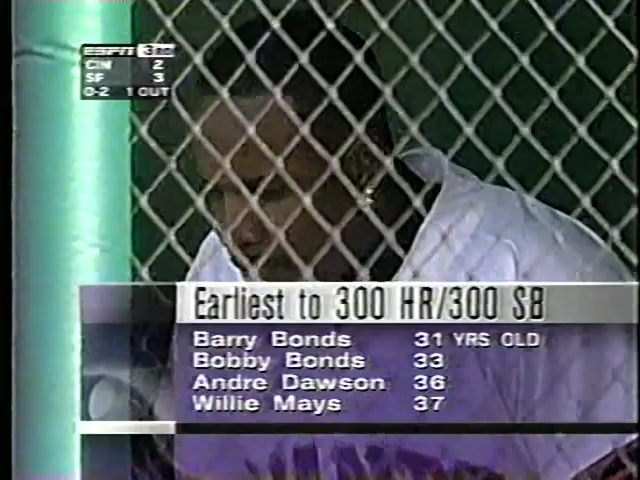 ESPN 3RD
CIN 2
SF 3
0-2 1 OUT
Earliest to 300 HR/300 SB
Barry Bonds 31 YRS OLD
Bobby Bonds 33
Andre Dawson 36
Willie Mays 37